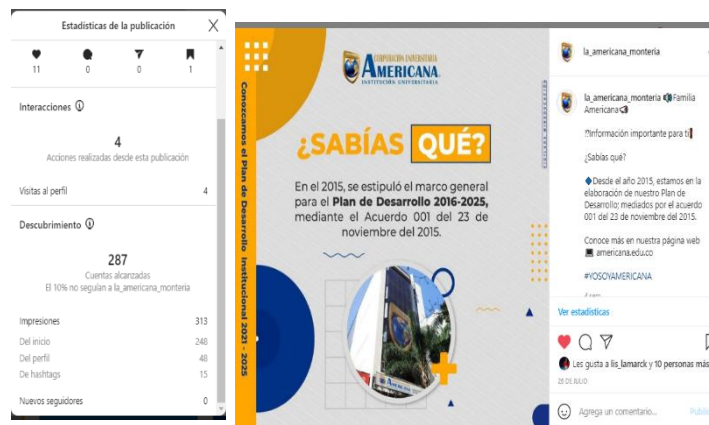 Estadísticas de la publicación
11 0 0 1
Interacciones
4
Acciones realizadas desde esta publicación
Visitas al perfil 4
Descubrimiento
287
Cuentas alcanzadas
El 10% no seguían a la_americana_monteria
Impresiones 313
Del inicio 248
Del perfil 48
De hashtags 15
Nuevos seguidores 0
Conozcamos el Plan de Desarrollo Institucional 2021 - 2025
CORPORACIÓN UNIVERSITARIA
AMERICANA
INSTITUCIÓN UNIVERSITARIA
VIGILADA MINEDUCACIÓN
¿SABÍAS QUÉ?
En el 2015, se estipuló el marco general
para el Plan de Desarrollo 2016-2025,
mediante el Acuerdo 001 del 23 de
noviembre del 2015.
la_americana_monteria
la_americana_monteria Familia
Americana
Información importante para ti
¿Sabías qué?
Desde el año 2015, estamos en la
elaboración de nuestro Plan de
Desarrollo; mediados por el acuerdo
001 del 23 de noviembre del 2015.
Conoce más en nuestra página web
americana.edu.co
#YOSOYAMERICANA
Ver estadísticas
Les gusta a lis_lamarck y 10 personas más
28 DE JULIO
Agrega un comentario...